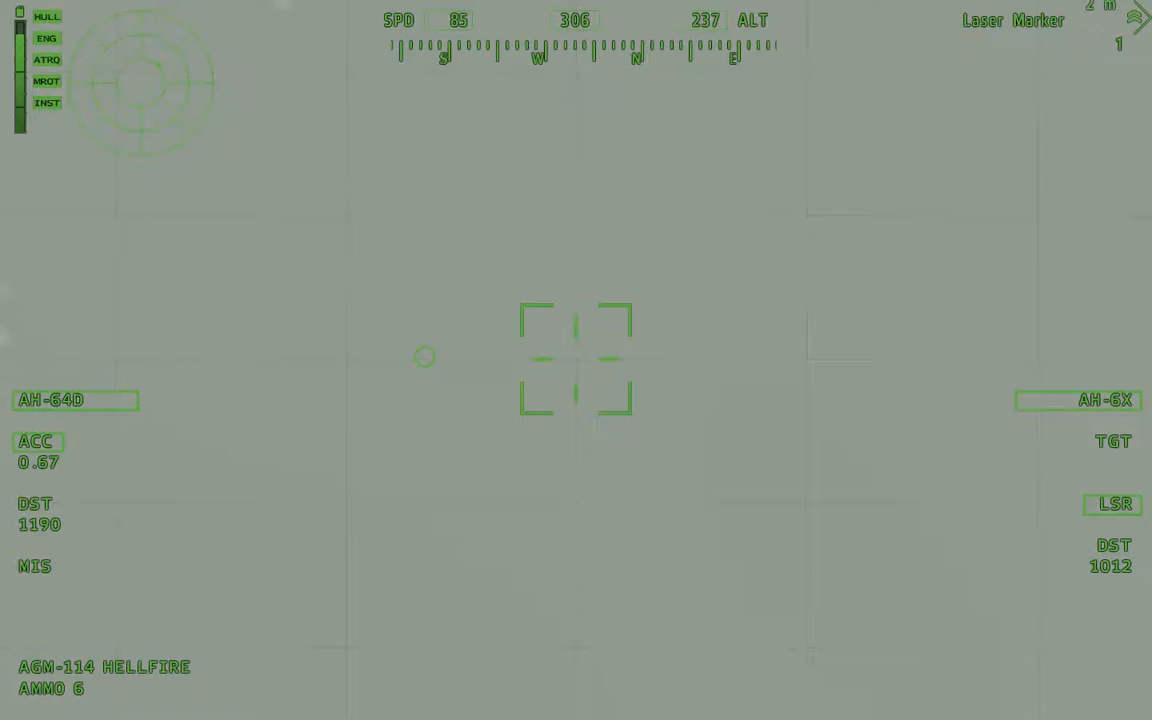 HULL
ENG
ATRQ
MROT
INST
SPD 85 306 237 ALT
S W N E
Laser Marker
2 m
1
AH-64D
ACC
0.67
DST
1190
MIS
AH-6X
TGT
LSR
DST
1012
AGM-114 HELLFIRE
AMMO 6